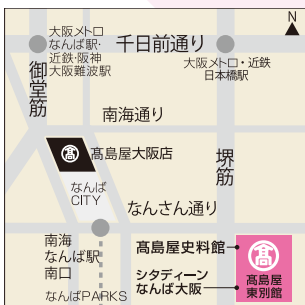 大阪メトロ
なんば駅・
近鉄・阪神
大阪難波駅
千日前通り
N
大阪メトロ・近鉄
日本橋駅
御堂筋
南海通り
髙
髙島屋大阪店
堺筋
なんば
CITY
なんさん通り
南海
なんば駅
南口
なんばPARKS
髙島屋史料館
シタディーン
なんば大阪
髙
髙島屋
東別館